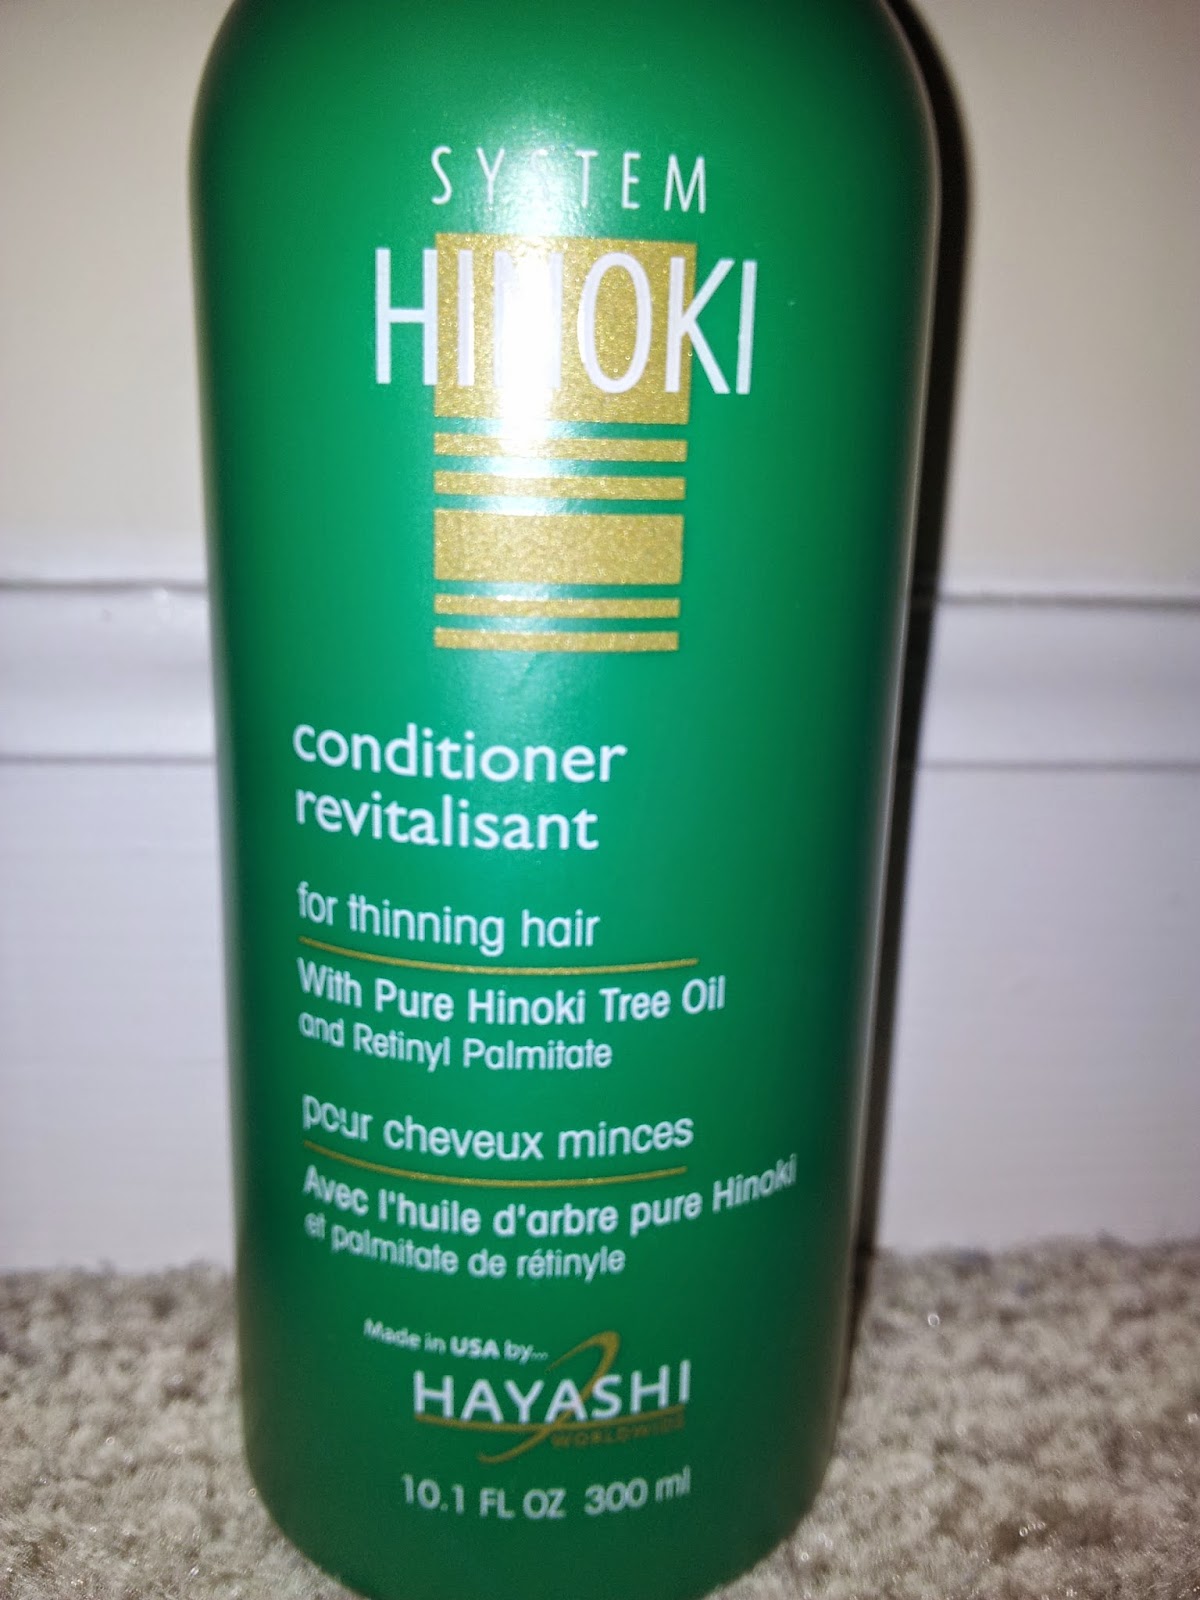 SYSTEM
HINOKI
conditioner
revitalisant
for thinning hair
With Pure Hinoki Tree Oil
and Retinyl Palmitate
pour cheveux minces
Avec l'huile d'arbre pure Hinoki
et palmitate de rétinyle
Made in USA by...
HAYASHI
WORLDWIDE
10.1 FL OZ 300 ml